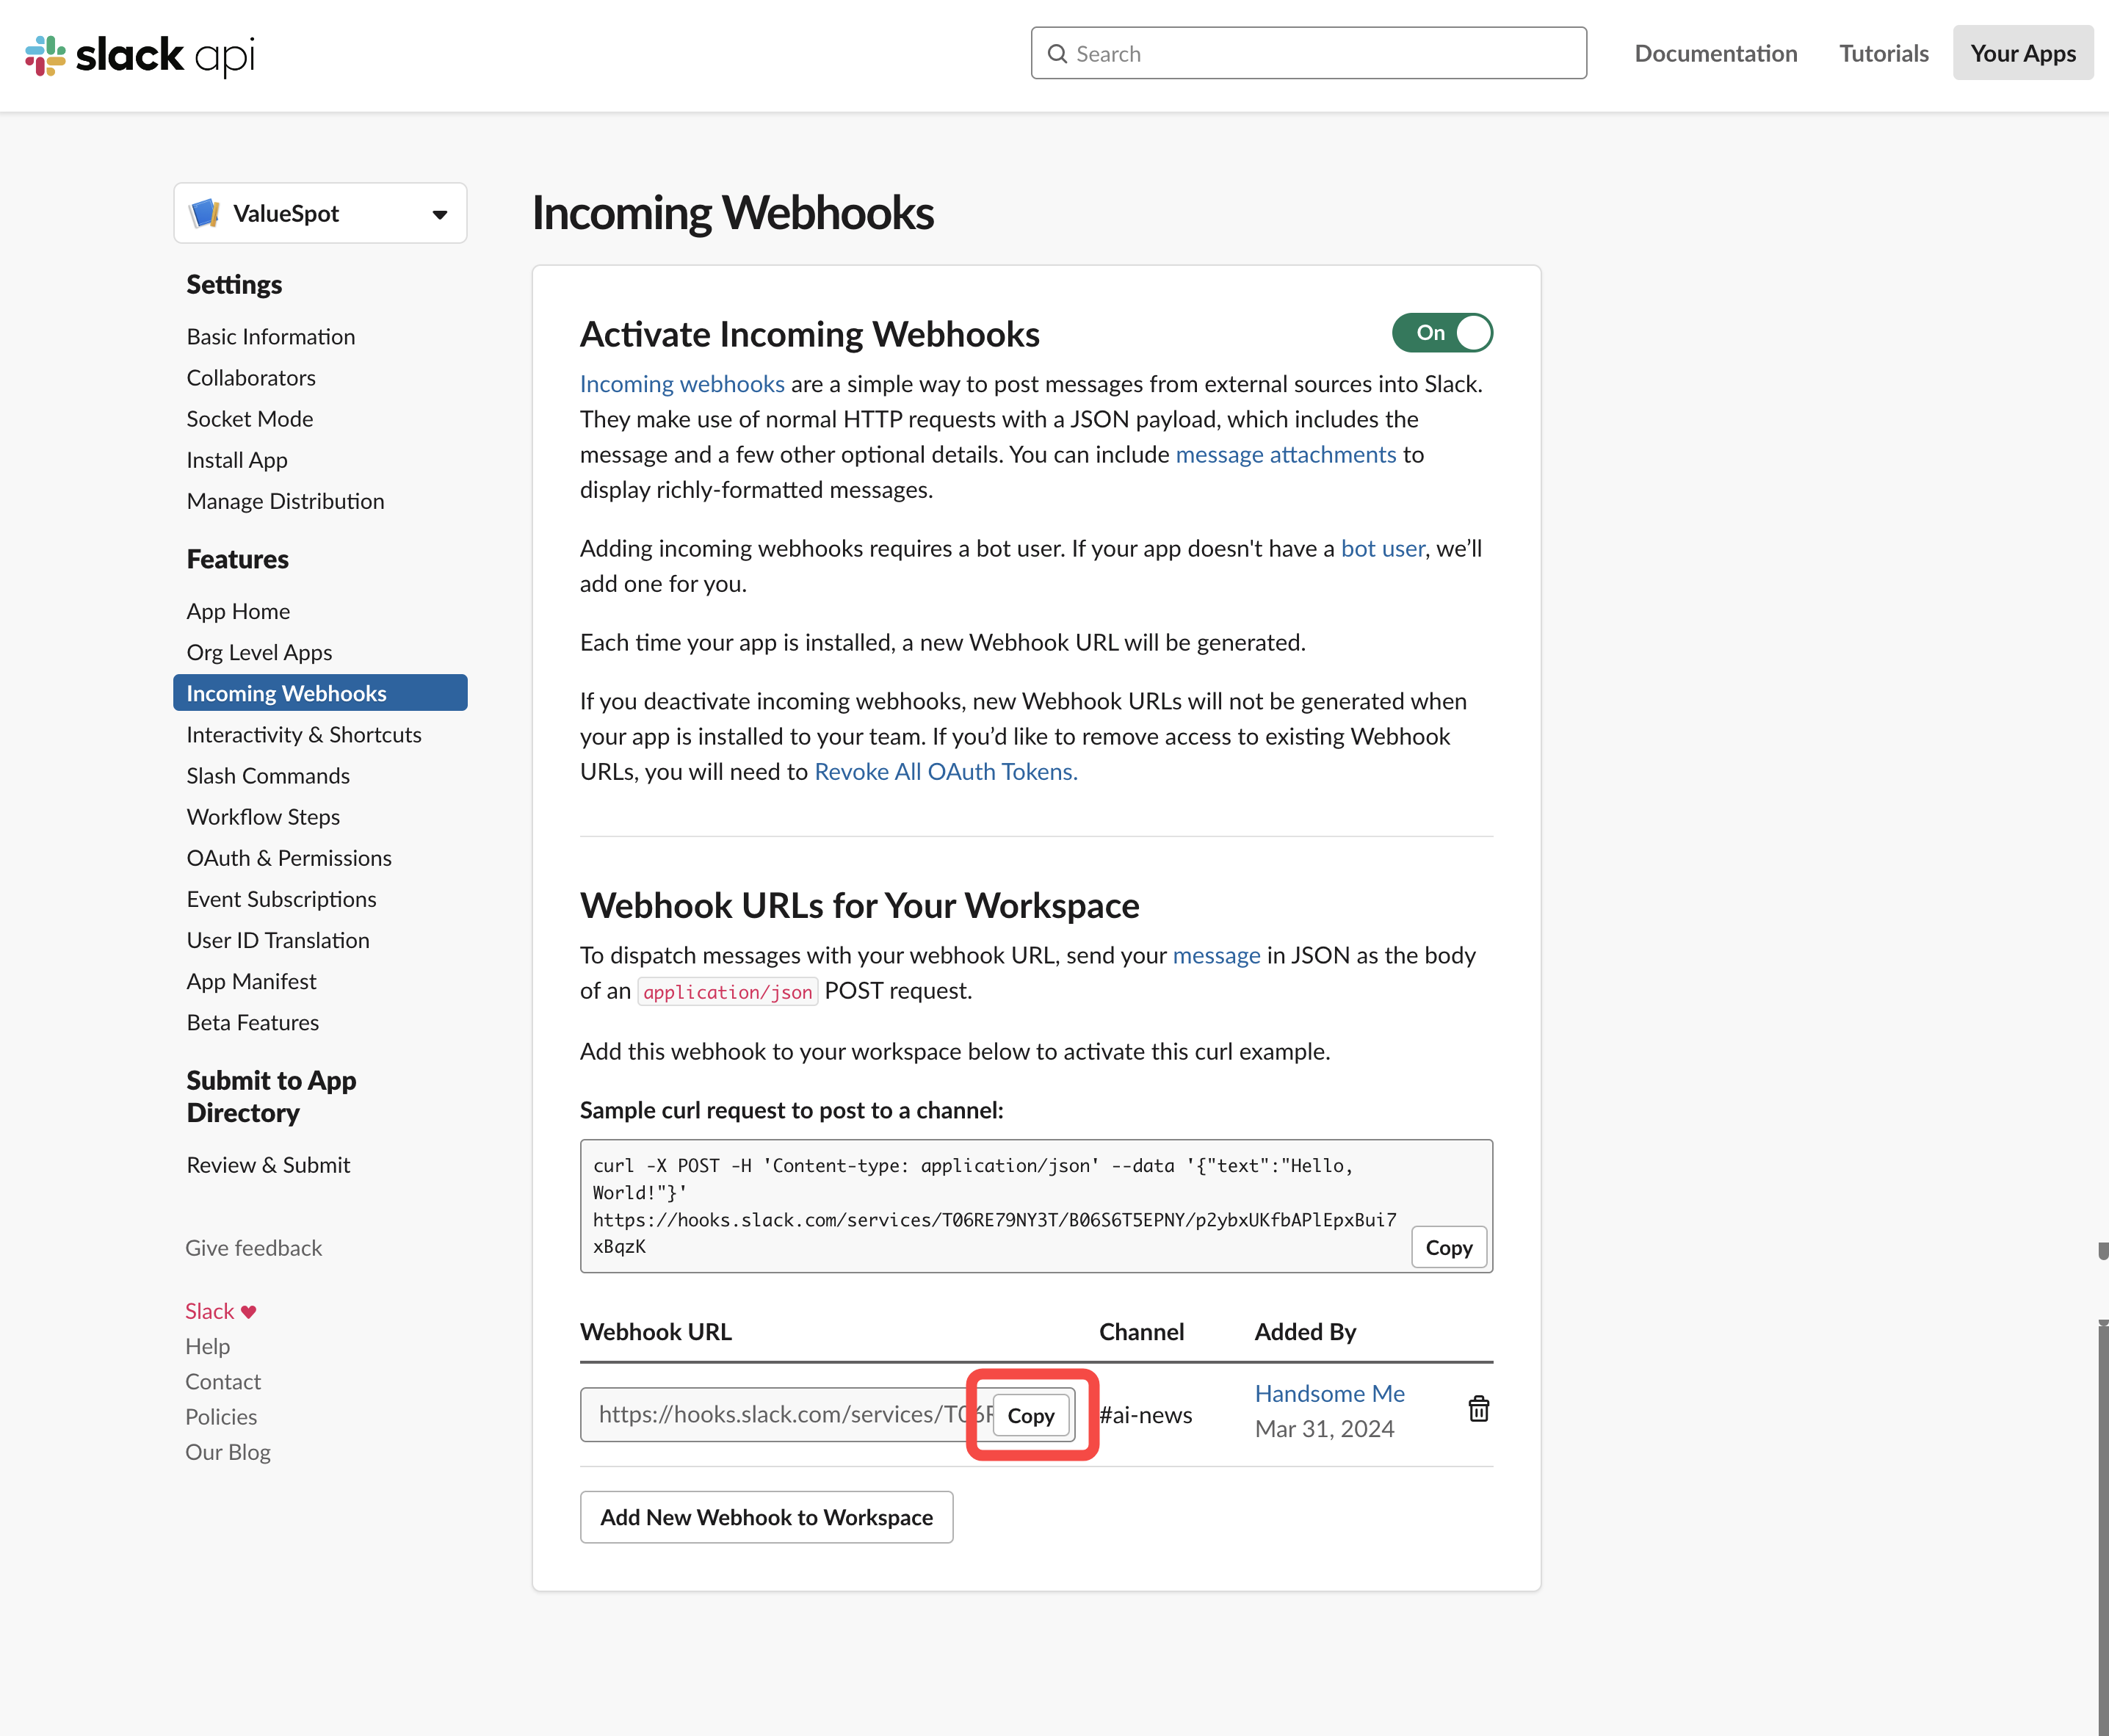 slack api
Search
Documentation
Tutorials
Your Apps
ValueSpot
Settings
Basic Information
Collaborators
Socket Mode
Install App
Manage Distribution
Features
App Home
Org Level Apps
Incoming Webhooks
Interactivity & Shortcuts
Slash Commands
Workflow Steps
OAuth & Permissions
Event Subscriptions
User ID Translation
App Manifest
Beta Features
Submit to App
Directory
Review & Submit
Give feedback
Slack ♥
Help
Contact
Policies
Our Blog
Incoming Webhooks
Activate Incoming Webhooks
On
Incoming webhooks are a simple way to post messages from external sources into Slack.
They make use of normal HTTP requests with a JSON payload, which includes the
message and a few other optional details. You can include message attachments to
display richly-formatted messages.
Adding incoming webhooks requires a bot user. If your app doesn't have a bot user, we’ll
add one for you.
Each time your app is installed, a new Webhook URL will be generated.
If you deactivate incoming webhooks, new Webhook URLs will not be generated when
your app is installed to your team. If you’d like to remove access to existing Webhook
URLs, you will need to Revoke All OAuth Tokens.
Webhook URLs for Your Workspace
To dispatch messages with your webhook URL, send your message in JSON as the body
of an application/json POST request.
Add this webhook to your workspace below to activate this curl example.
Sample curl request to post to a channel:
curl -X POST -H 'Content-type: application/json' --data '{"text":"Hello,
World!"}'
https://hooks.slack.com/services/T06RE79NY3T/B06S6T5EPNY/p2ybxUKfbAPlEpxBui7
xBqzK
Copy
Webhook URL
Channel
Added By
https://hooks.slack.com/services/T06R
Copy
#ai-news
Handsome Me
Mar 31, 2024
Add New Webhook to Workspace